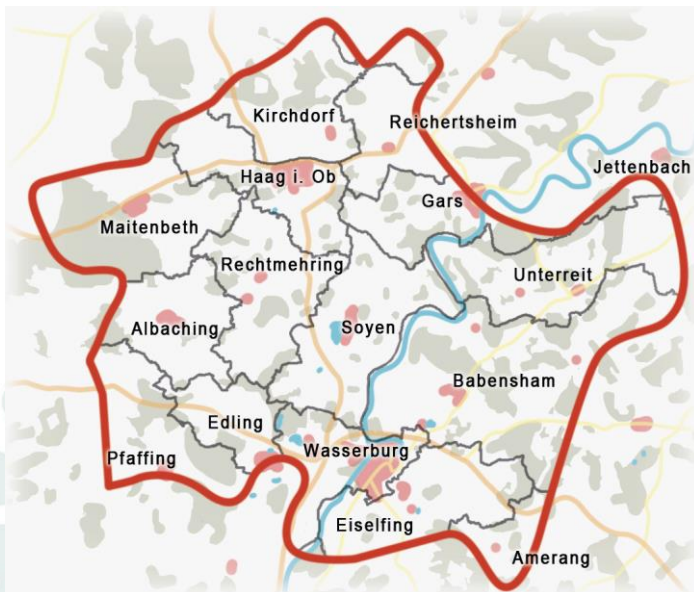 Kirchdorf
Reichertsheim
Haag i. Ob
Jettenbach
Gars
Maitenbeth
Rechtmehring
Unterreit
Albaching
Soyen
Babensham
Edling
Wasserburg
Pfaffing
Eiselfing
Amerang